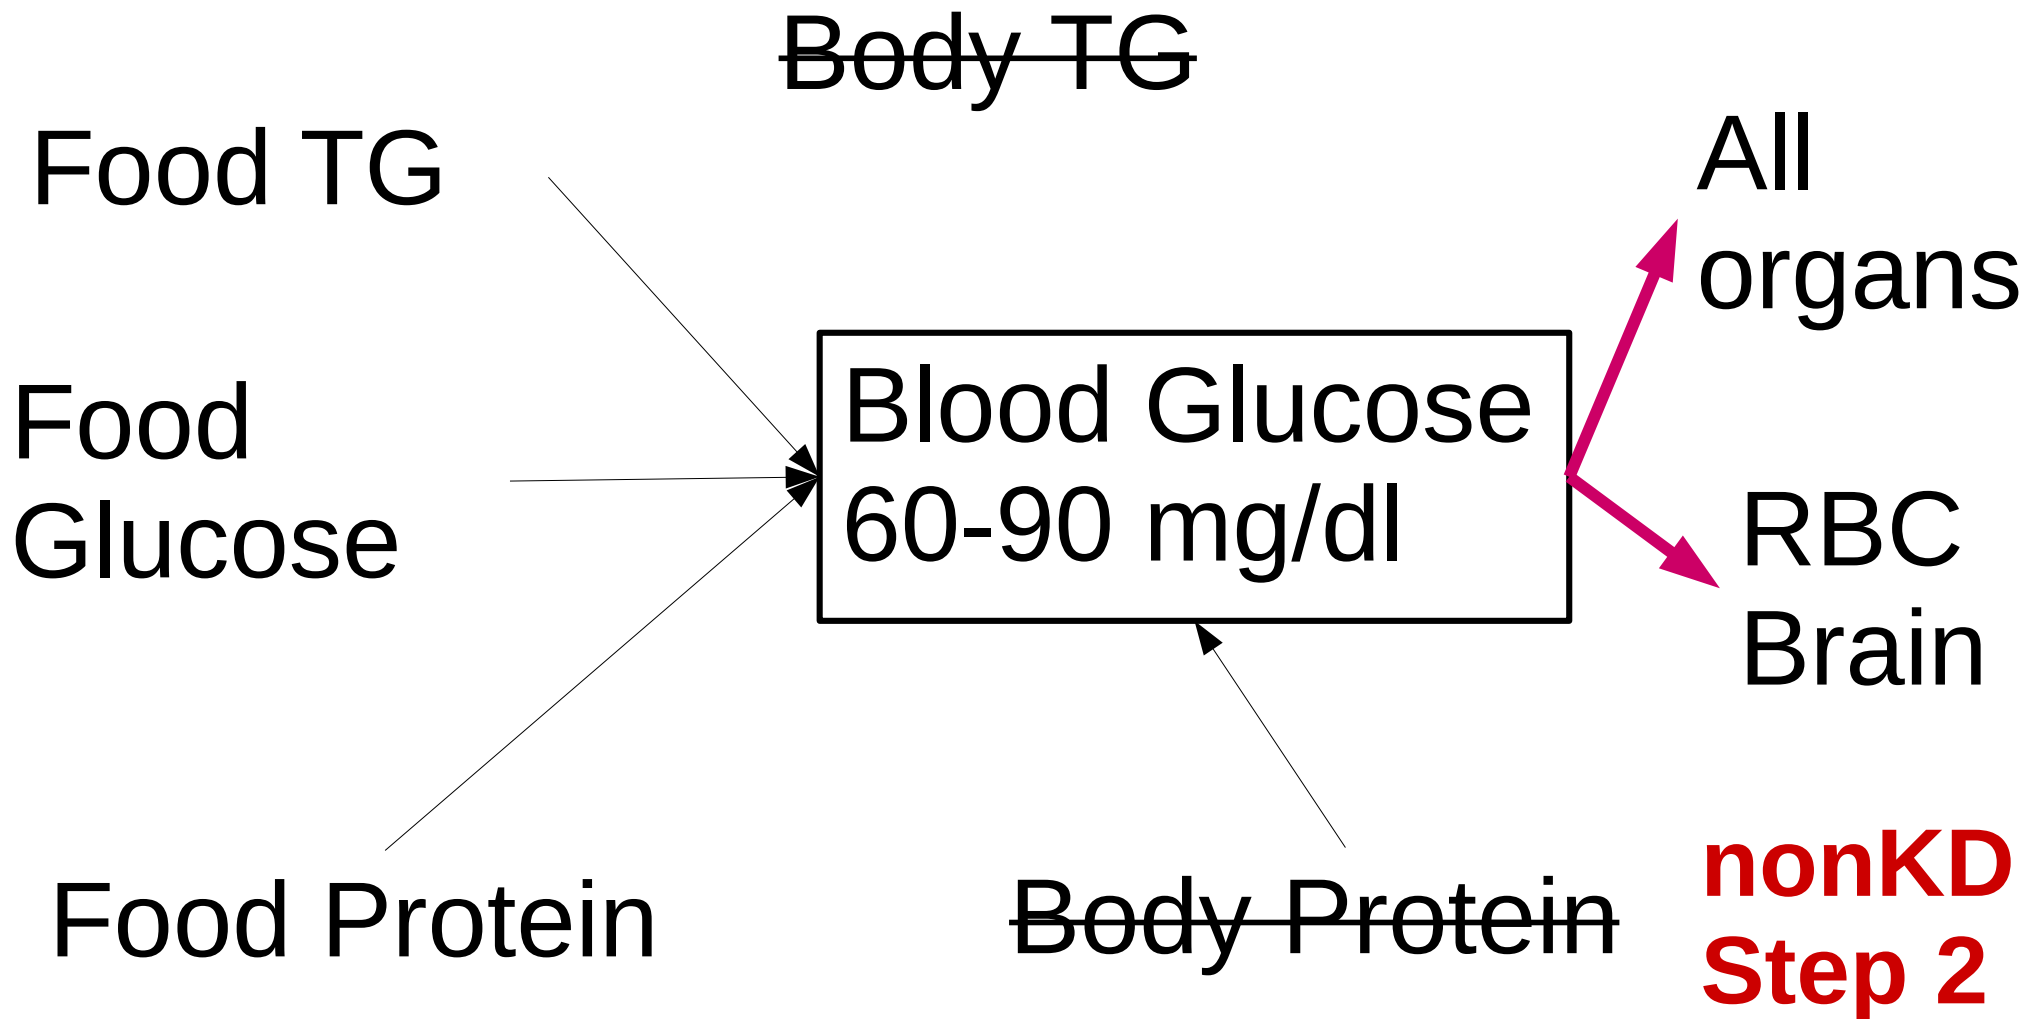 Body TG
Food TG
All
organs
Food
Glucose
Blood Glucose
60-90 mg/dl
RBC
Brain
Food Protein
Body Protein
nonKD
Step 2